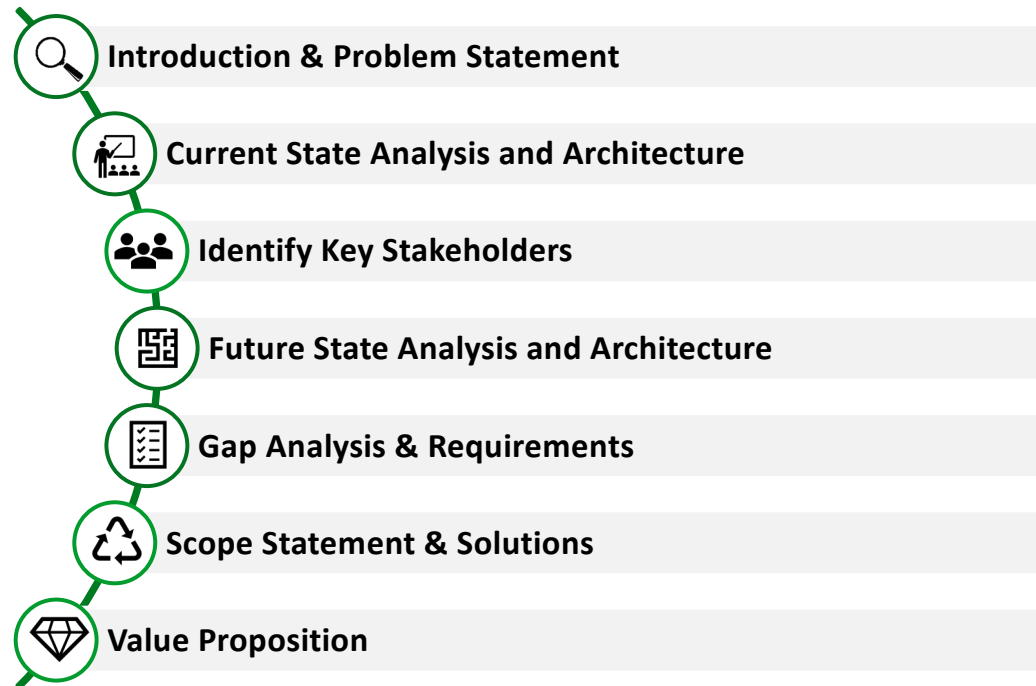 Introduction & Problem Statement
Current State Analysis and Architecture
Identify Key Stakeholders
Future State Analysis and Architecture
Gap Analysis & Requirements
Scope Statement & Solutions
Value Proposition